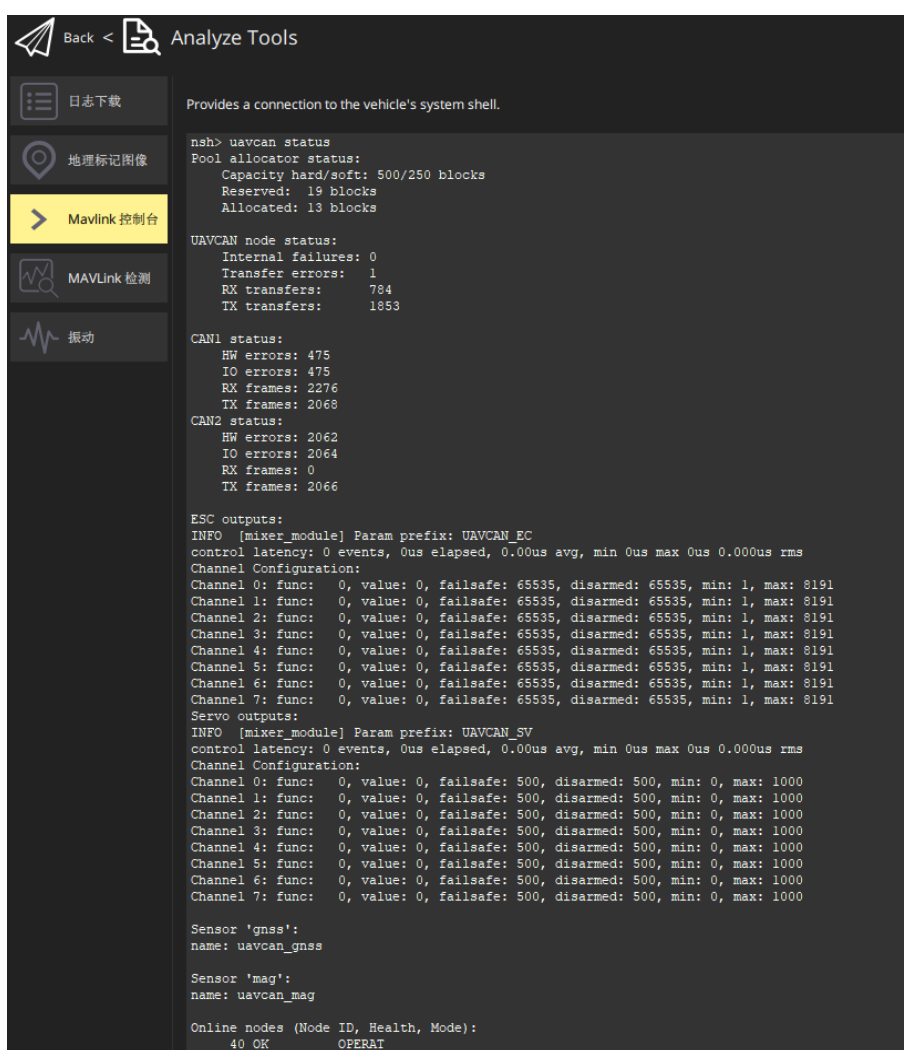 Back < Analyze Tools
日志下载
地理标记图像
Mavlink 控制台
MAVLink 检测
振动
Provides a connection to the vehicle's system shell.
nsh> uavcan status
Pool allocator status:
Capacity hard/soft: 500/250 blocks
Reserved: 19 blocks
Allocated: 13 blocks
UAVCAN node status:
Internal failures: 0
Transfer errors: 1
RX transfers: 784
TX transfers: 1853
CAN1 status:
HW errors: 475
IO errors: 475
RX frames: 2276
TX frames: 2068
CAN2 status:
HW errors: 2062
IO errors: 2064
RX frames: 0
TX frames: 2066
ESC outputs:
INFO [mixer_module] Param prefix: UAVCAN_EC
control latency: 0 events, 0us elapsed, 0.00us avg, min 0us max 0us 0.000us rms
Channel Configuration:
Channel 0: func: 0, value: 0, failsafe: 65535, disarmed: 65535, min: 1, max: 8191
Channel 1: func: 0, value: 0, failsafe: 65535, disarmed: 65535, min: 1, max: 8191
Channel 2: func: 0, value: 0, failsafe: 65535, disarmed: 65535, min: 1, max: 8191
Channel 3: func: 0, value: 0, failsafe: 65535, disarmed: 65535, min: 1, max: 8191
Channel 4: func: 0, value: 0, failsafe: 65535, disarmed: 65535, min: 1, max: 8191
Channel 5: func: 0, value: 0, failsafe: 65535, disarmed: 65535, min: 1, max: 8191
Channel 6: func: 0, value: 0, failsafe: 65535, disarmed: 65535, min: 1, max: 8191
Channel 7: func: 0, value: 0, failsafe: 65535, disarmed: 65535, min: 1, max: 8191
Servo outputs:
INFO [mixer_module] Param prefix: UAVCAN_SV
control latency: 0 events, 0us elapsed, 0.00us avg, min 0us max 0us 0.000us rms
Channel Configuration:
Channel 0: func: 0, value: 0, failsafe: 500, disarmed: 500, min: 0, max: 1000
Channel 1: func: 0, value: 0, failsafe: 500, disarmed: 500, min: 0, max: 1000
Channel 2: func: 0, value: 0, failsafe: 500, disarmed: 500, min: 0, max: 1000
Channel 3: func: 0, value: 0, failsafe: 500, disarmed: 500, min: 0, max: 1000
Channel 4: func: 0, value: 0, failsafe: 500, disarmed: 500, min: 0, max: 1000
Channel 5: func: 0, value: 0, failsafe: 500, disarmed: 500, min: 0, max: 1000
Channel 6: func: 0, value: 0, failsafe: 500, disarmed: 500, min: 0, max: 1000
Channel 7: func: 0, value: 0, failsafe: 500, disarmed: 500, min: 0, max: 1000
Sensor 'gnss':
name: uavcan_gnss
Sensor 'mag':
name: uavcan_mag
Online nodes (Node ID, Health, Mode):
40 OK OPERAT